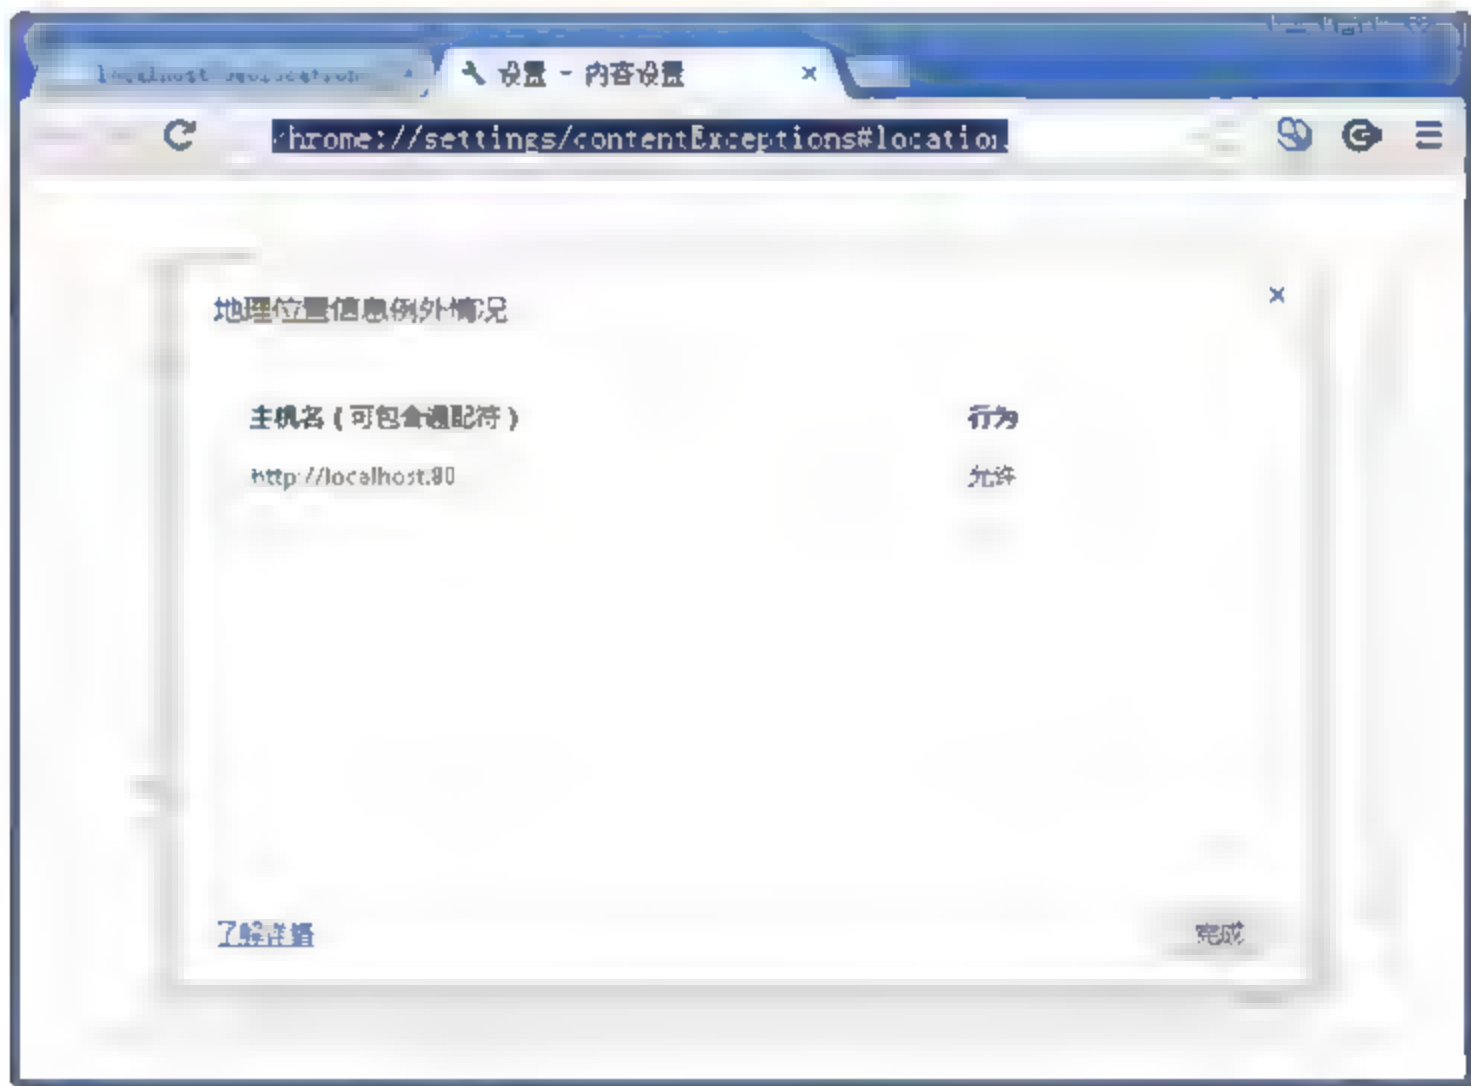 设置 - 内容设置
chrome://settings/contentExceptions#location
地理位置信息例外情况
主机名 ( 可包含通配符 ) 行为
http://localhost:80 允许
了解详情 完成